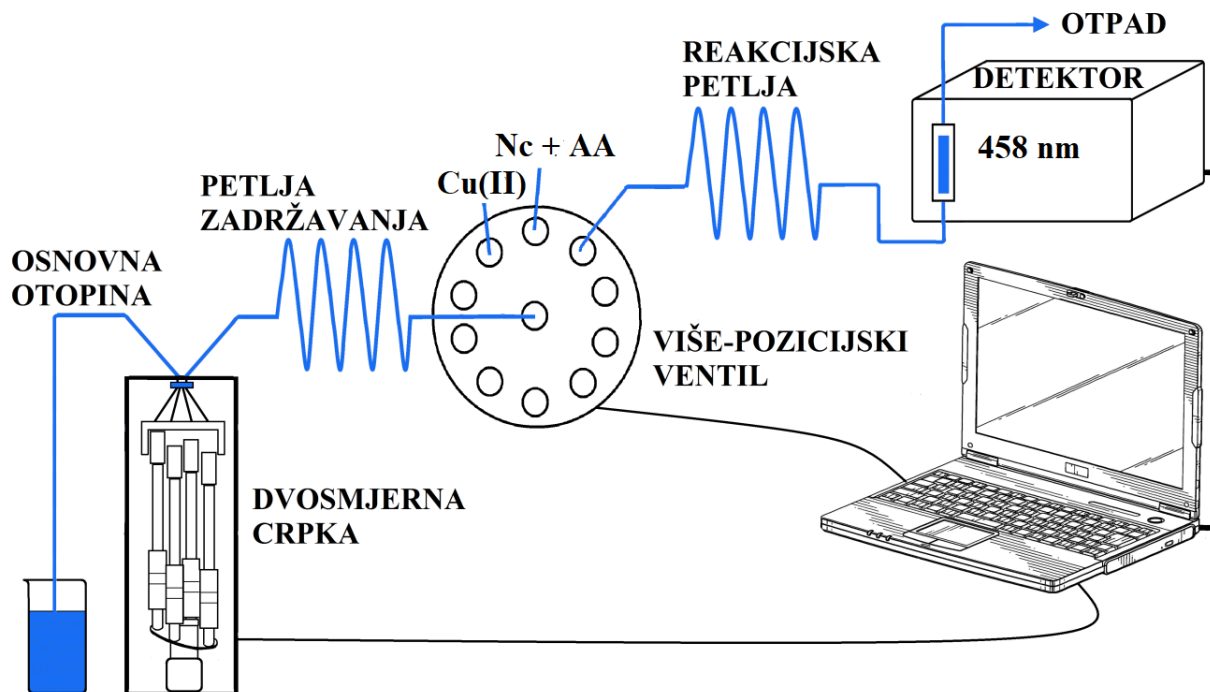 OTPAD
REAKCIJSKA
PETLJA
DETEKTOR
458 nm
Nc + AA
Cu(II)
PETLJA
ZADRŽAVANJA
OSNOVNA
OTOPINA
VIŠE-POZICIJSKI
VENTIL
DVOSMJERNA
CRPKA